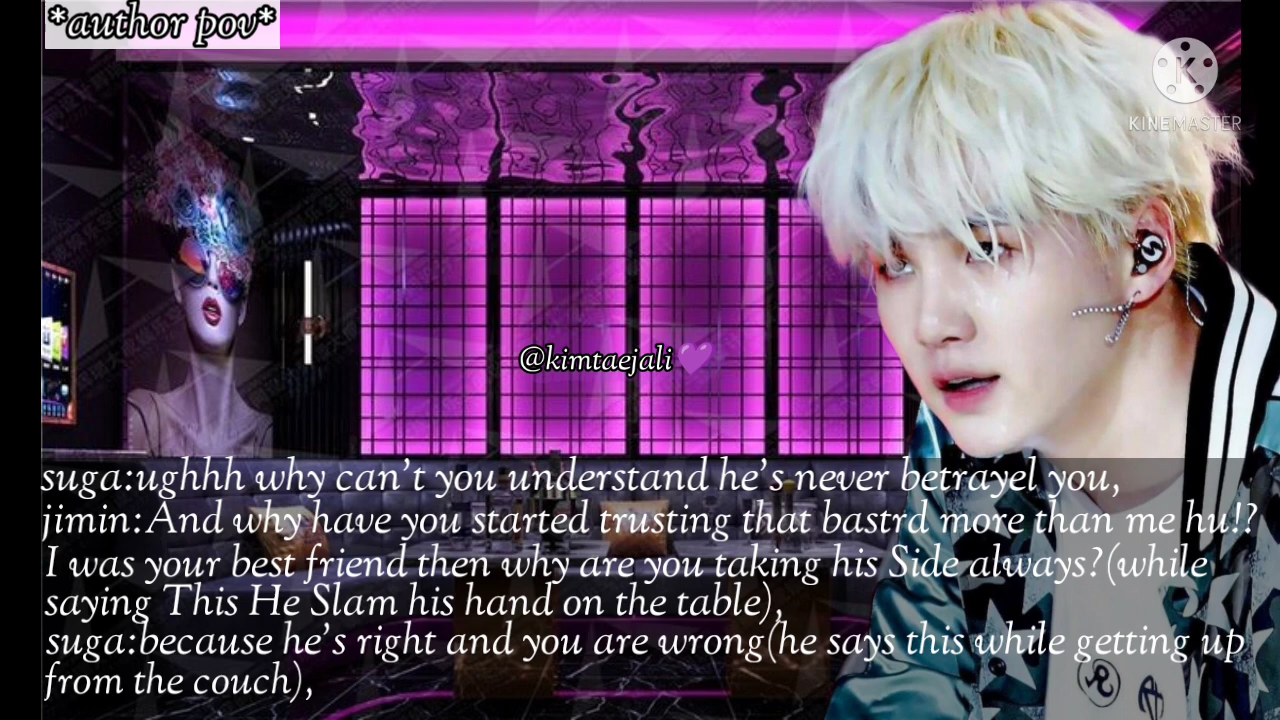 *author pov*
KINEMASTER
@kimtaejali💜
suga:ughhh why can't you understand he's never betrayel you,
jimin:And why have you started trusting that bastrd more than me hu!?
I was your best friend then why are you taking his Side always?(while
saying This He Slam his hand on the table),
suga:because he's right and you are wrong(he says this while getting up
from the couch),